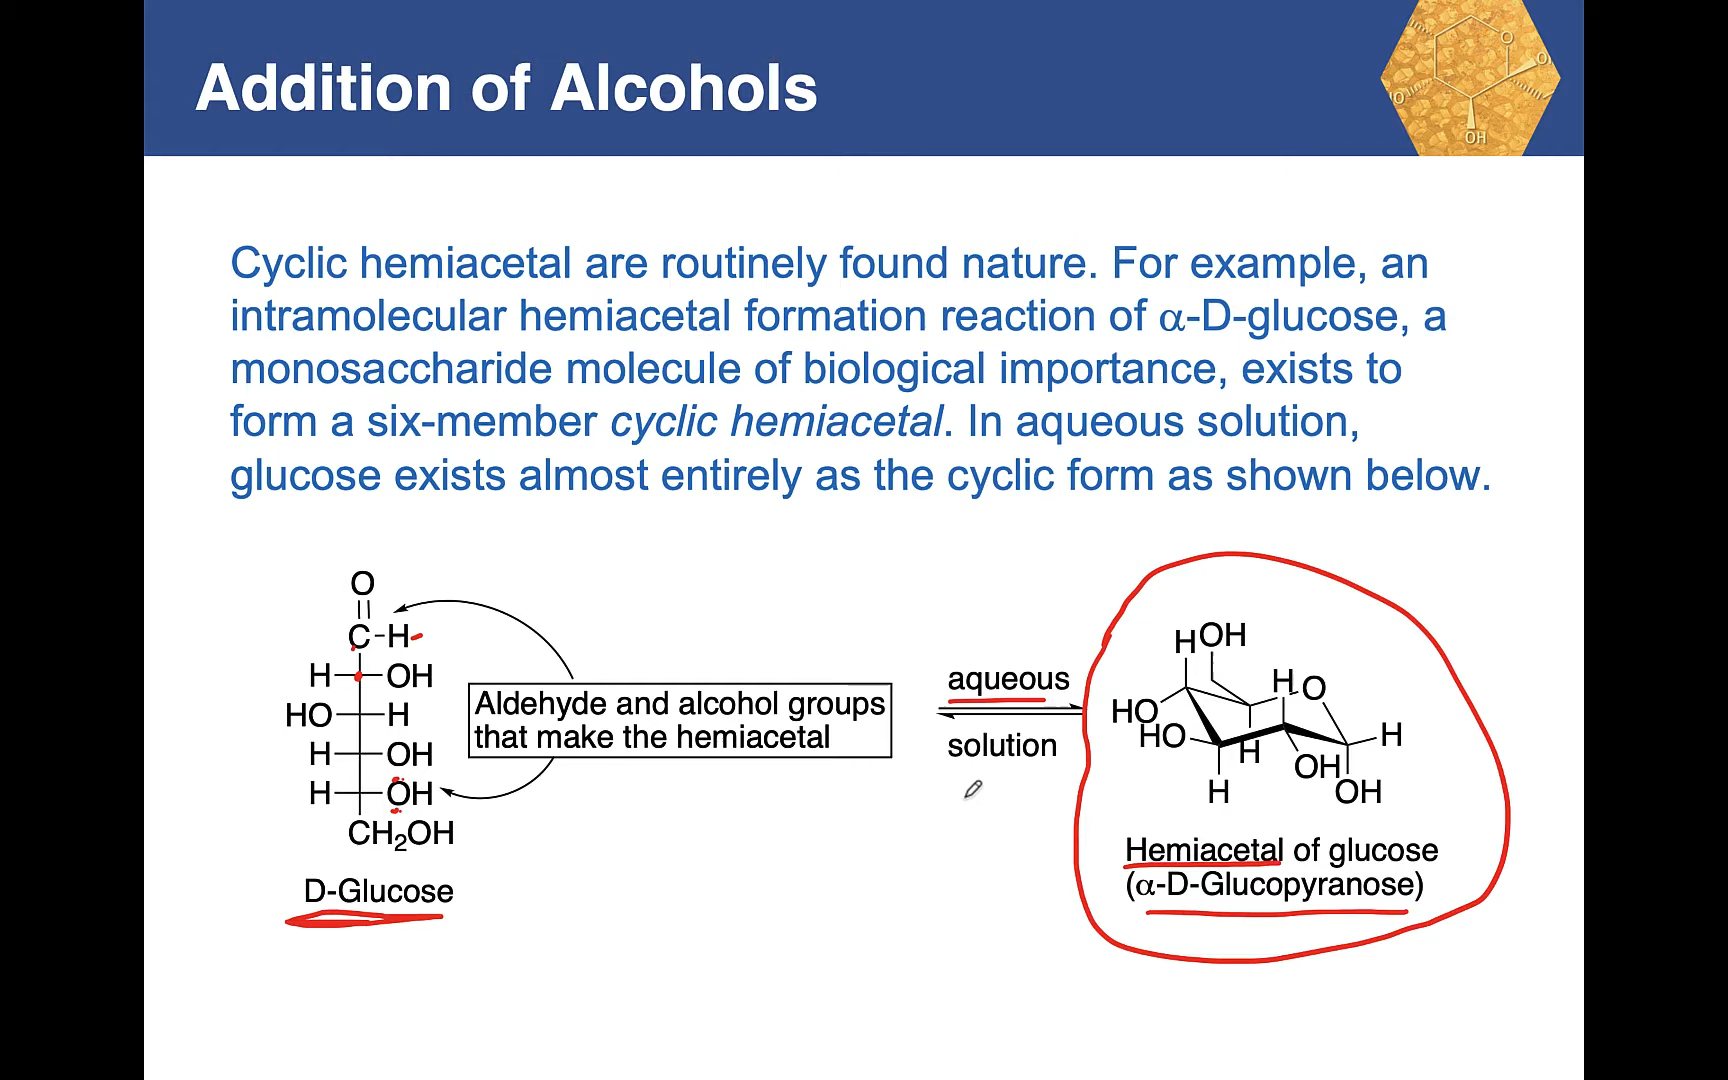 Addition of Alcohols
O
O
O
OH
Cyclic hemiacetal are routinely found nature. For example, an
intramolecular hemiacetal formation reaction of α-D-glucose, a
monosaccharide molecule of biological importance, exists to
form a six-member cyclic hemiacetal. In aqueous solution,
glucose exists almost entirely as the cyclic form as shown below.
O
C-H
H OH
HO H
H OH
H OH
CH₂OH
D-Glucose
Aldehyde and alcohol groups
that make the hemiacetal
aqueous
solution
H OH
H O
HO
HO H H
OH
H OH
Hemiacetal of glucose
(α-D-Glucopyranose)